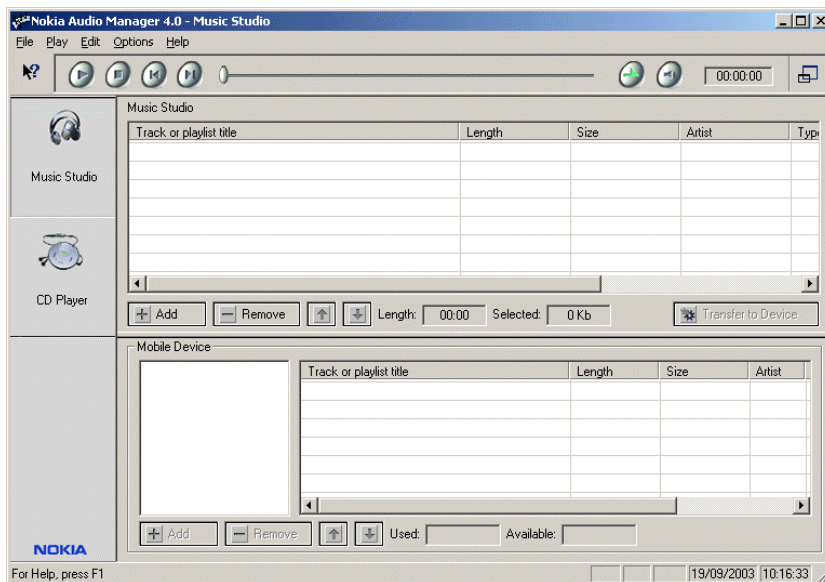 Nokia Audio Manager 4.0 - Music Studio
File Play Edit Options Help
00:00:00
Music Studio
Track or playlist title Length Size Artist Typ
Music Studio
CD Player
Add Remove Length: 00:00 Selected: 0 Kb Transfer to Device
Mobile Device
Track or playlist title Length Size Artist
Add Remove Used: Available:
NOKIA
For Help, press F1 19/09/2003 10:16:33